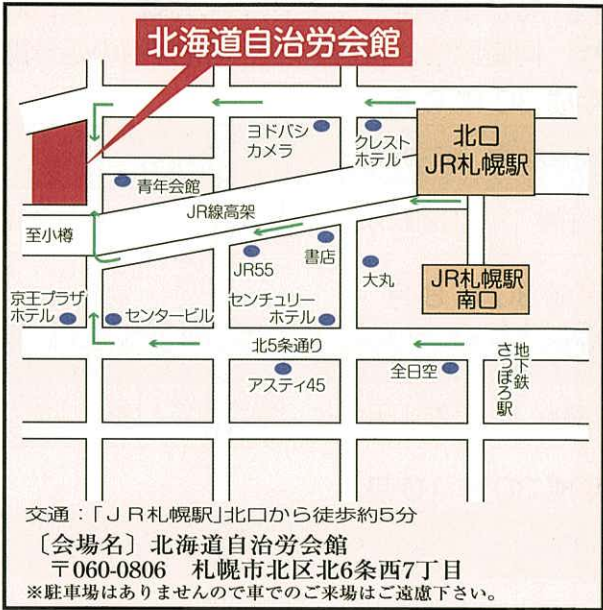 北海道自治労会館
ヨドバシ
カメラ
クレスト
ホテル
北口
JR札幌駅
青年会館
JR線高架
至小樽
書店
JR55
大丸
JR札幌駅
南口
京王プラザ
ホテル
センタービル
センチュリー
ホテル
北5条通り
アスティ45
全日空
地下鉄
さっぽろ駅
交通：「ＪＲ札幌駅」北口から徒歩約5分
〔会場名〕北海道自治労会館
〒060-0806　札幌市北区北6条西7丁目
※駐車場はありませんので車でのご来場はご遠慮下さい。